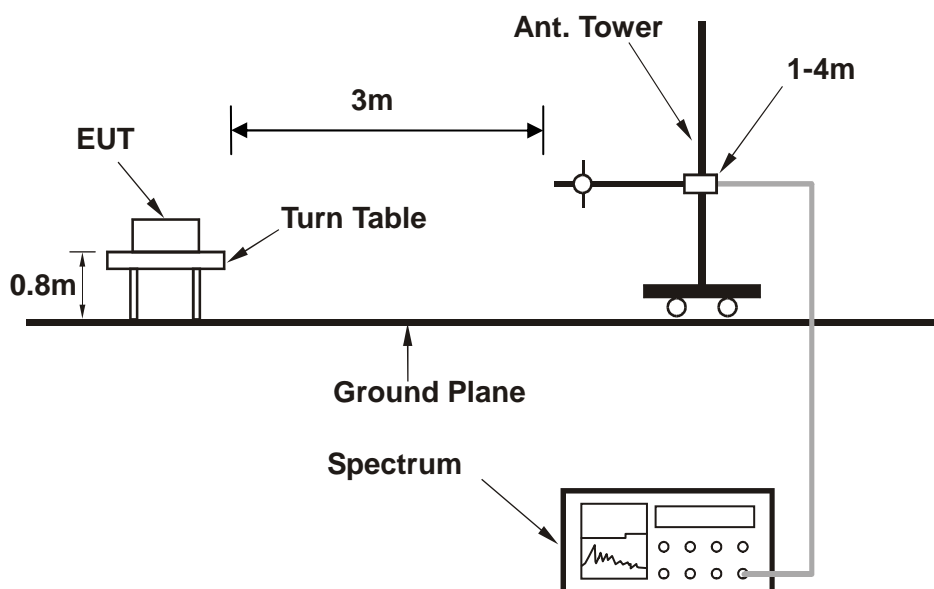 Ant. Tower
1-4m
3m
EUT
Turn Table
0.8m
Ground Plane
Spectrum